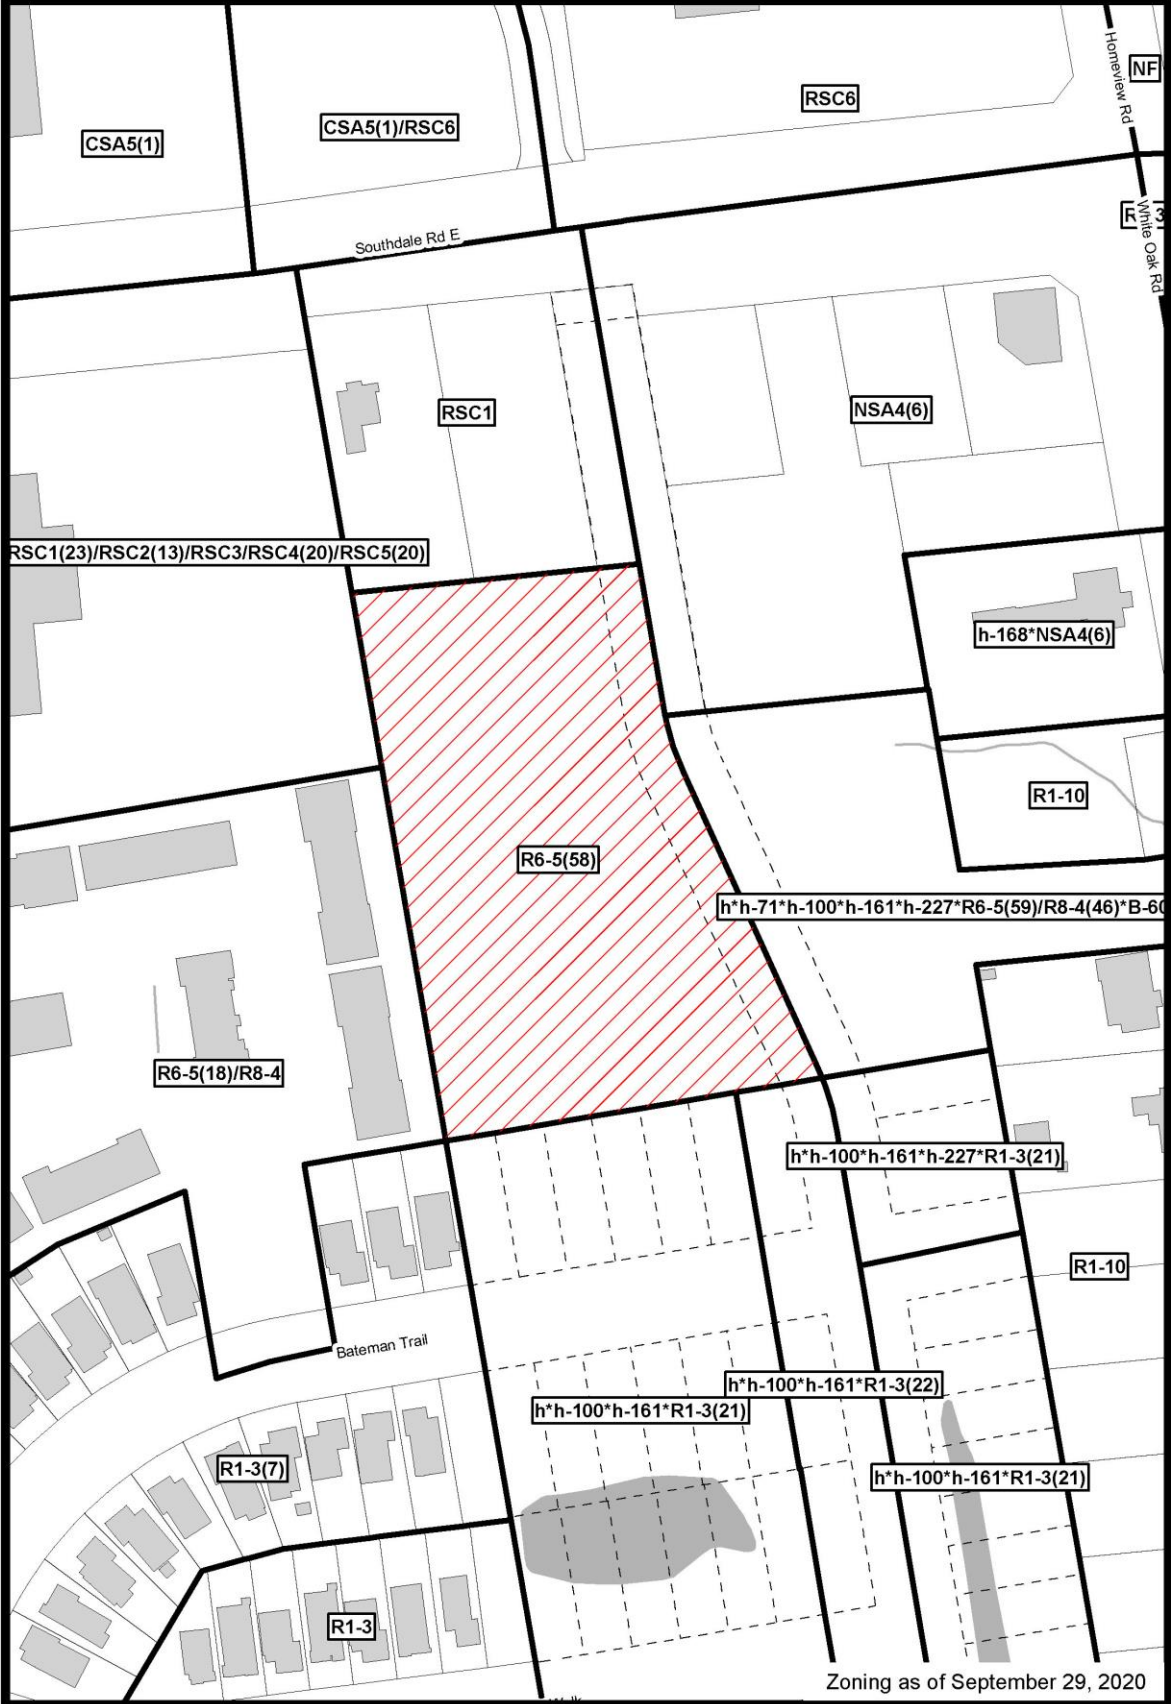 Homeview Rd
NF
RSC6
CSA5(1)/RSC6
CSA5(1)
White Oak Rd
Southdale Rd E
RSC1
NSA4(6)
RSC1(23)/RSC2(13)/RSC3/RSC4(20)/RSC5(20)
h-168*NSA4(6)
R1-10
R6-5(58)
h*h-71*h-100*h-161*h-227*R6-5(59)/R8-4(46)*B-60
R6-5(18)/R8-4
h*h-100*h-161*h-227*R1-3(21)
R1-10
Bateman Trail
h*h-100*h-161*R1-3(22)
h*h-100*h-161*R1-3(21)
R1-3(7)
h*h-100*h-161*R1-3(21)
R1-3
Zoning as of September 29, 2020